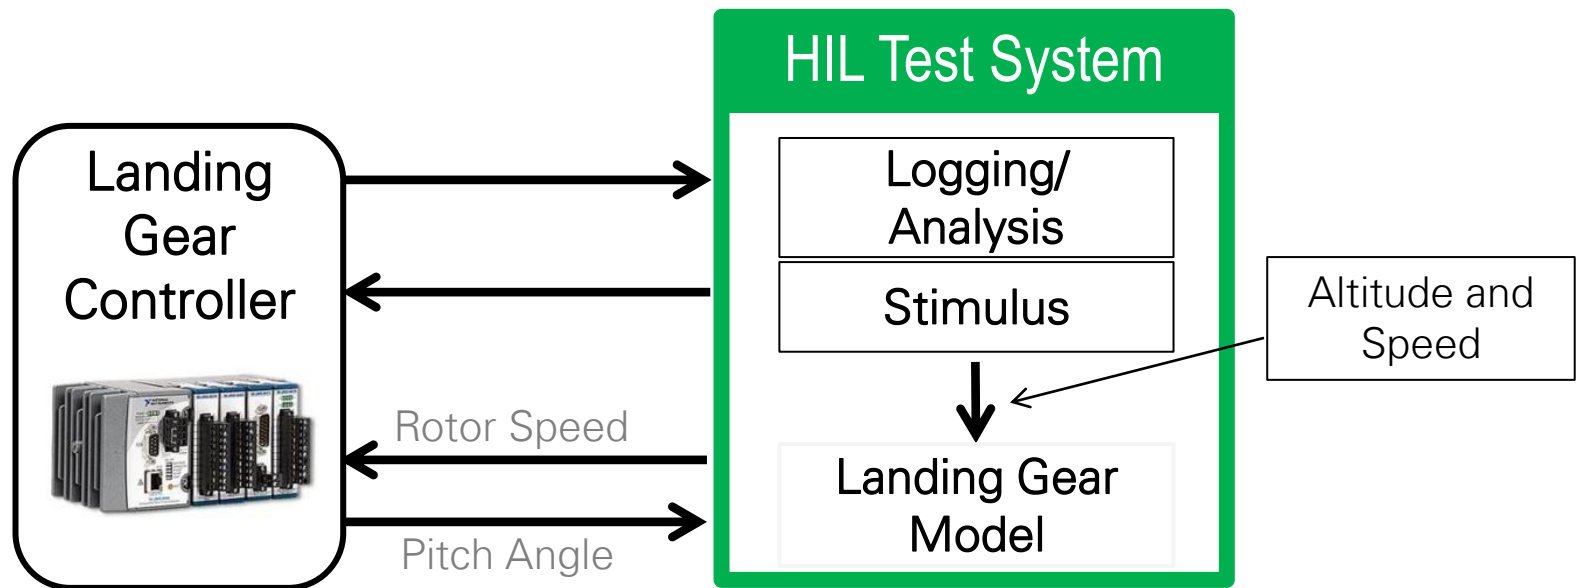 HIL Test System
Landing
Gear
Controller
Logging/
Analysis
Stimulus
Altitude and
Speed
Rotor Speed
Pitch Angle
Landing Gear
Model